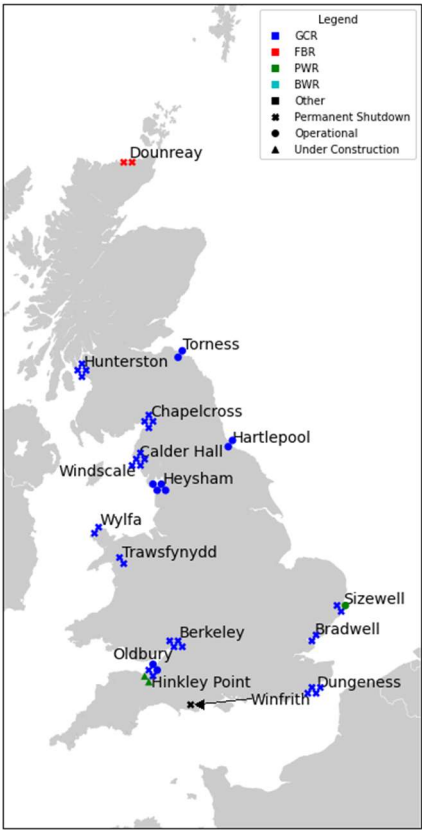 Legend
GCR
FBR
PWR
BWR
Other
Permanent Shutdown
Operational
Under Construction
Dounreay
Torness
Hunterston
Chapelcross
Hartlepool
Calder Hall
Windscale
Heysham
Wylfa
Trawsfynydd
Sizewell
Bradwell
Berkeley
Oldbury
Hinkley Point
Dungeness
Winfrith